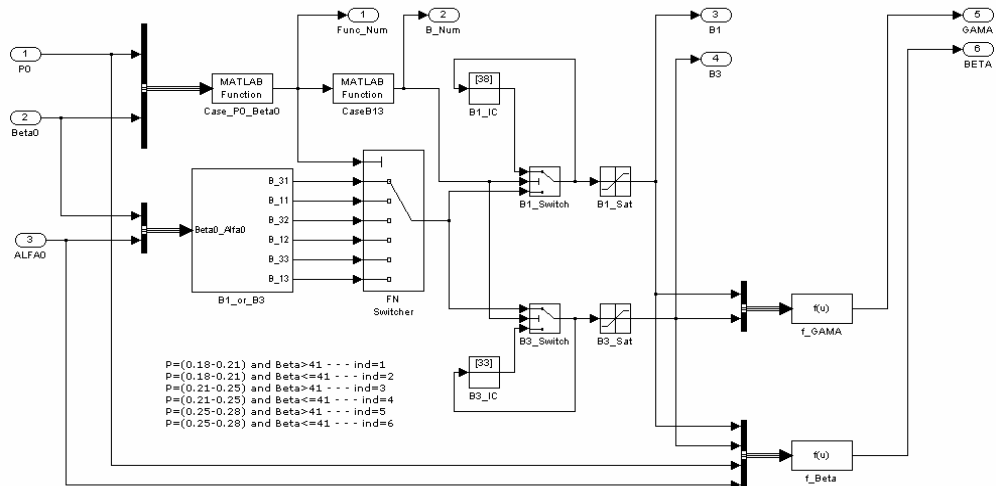 1
P0
2
Beta0
3
ALFA0
MATLAB
Function
Case_P0_Beta0
MATLAB
Function
CaseB13
1
Func_Num
2
B_Num
3
B1
4
B3
5
GAMA
6
BETA
Beta0_Alfa0
B_31
B_11
B_32
B_12
B_33
B_13
B1_or_B3
FN
Switcher
[38]
B1_IC
B1_Switch
B1_Sat
B3_Switch
B3_Sat
[33]
B3_IC
f(u)
f_GAMA
f(u)
f_Beta
P=(0.18-0.21) and Beta>41 - - - ind=1
P=(0.18-0.21) and Beta<=41 - - - ind=2
P=(0.21-0.25) and Beta>41 - - - ind=3
P=(0.21-0.25) and Beta<=41 - - - ind=4
P=(0.25-0.28) and Beta>41 - - - ind=5
P=(0.25-0.28) and Beta<=41 - - - ind=6